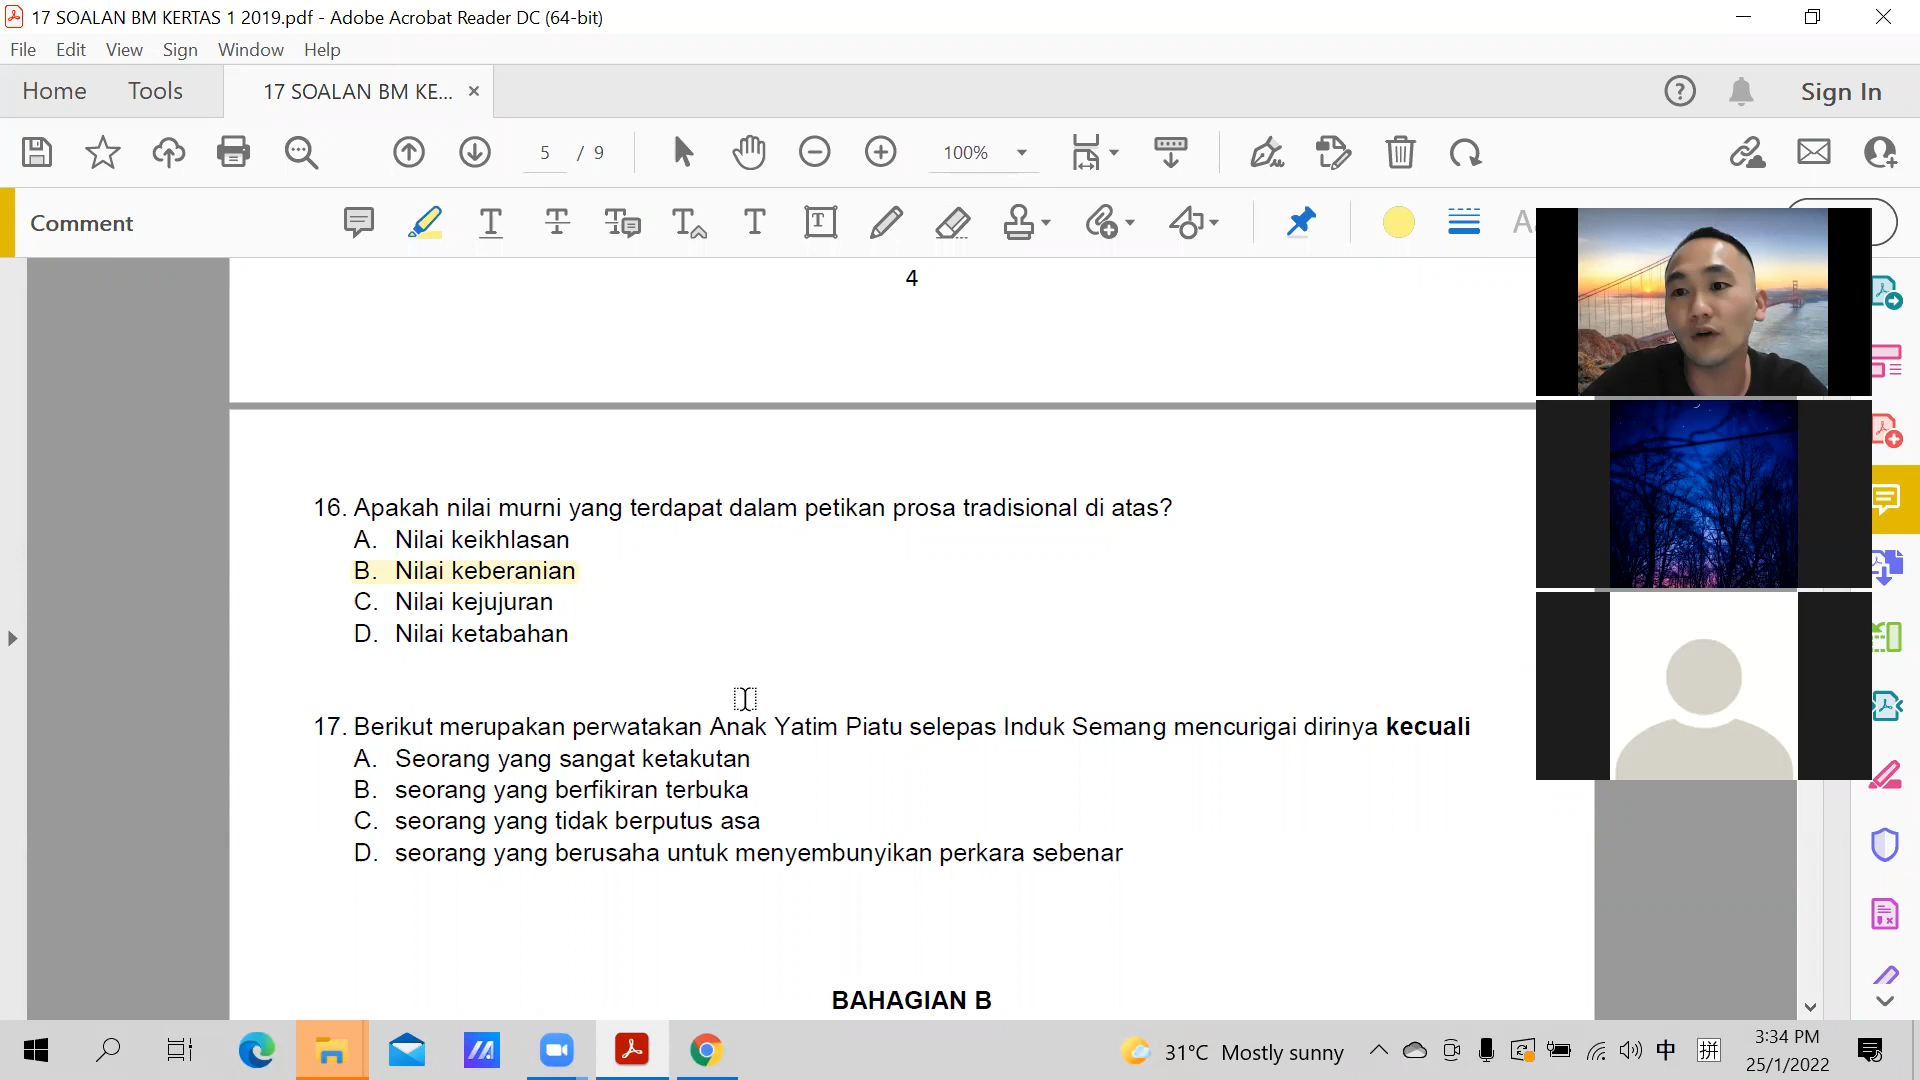 17 SOALAN BM KERTAS 1 2019.pdf - Adobe Acrobat Reader DC (64-bit)
File Edit View Sign Window Help
Home Tools 17 SOALAN BM KE... × Sign In
5 / 9 100%
Comment
4
16. Apakah nilai murni yang terdapat dalam petikan prosa tradisional di atas?
A. Nilai keikhlasan
B. Nilai keberanian
C. Nilai kejujuran
D. Nilai ketabahan
17. Berikut merupakan perwatakan Anak Yatim Piatu selepas Induk Semang mencurigai dirinya kecuali
A. Seorang yang sangat ketakutan
B. seorang yang berfikiran terbuka
C. seorang yang tidak berputus asa
D. seorang yang berusaha untuk menyembunyikan perkara sebenar
BAHAGIAN B
31°C Mostly sunny 中 拼 3:34 PM
25/1/2022